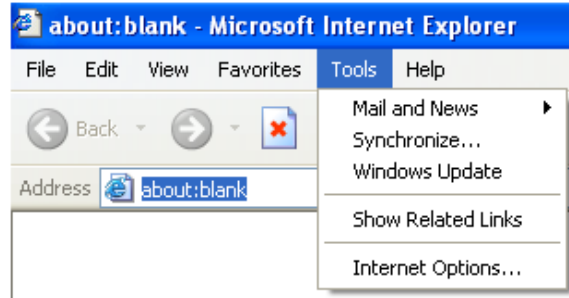 about:blank - Microsoft Internet Explorer
File Edit View Favorites Tools Help
Mail and News
Back
Synchronize...
Windows Update
Address about:blank
Show Related Links
Internet Options...